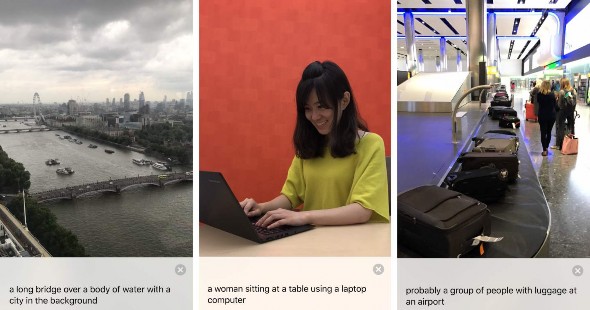 a long bridge over a body of water with a
city in the background
a woman sitting at a table using a laptop
computer
probably a group of people with luggage at
an airport